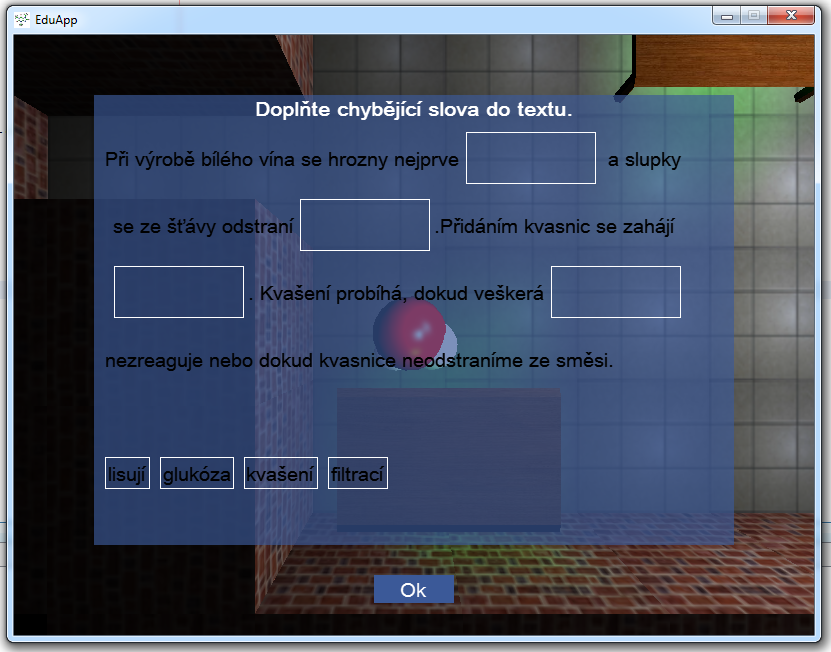 EduApp
Doplňte chybějící slova do textu.
Při výrobě bílého vína se hrozny nejprve a slupky
se ze šťávy odstraní .Přidáním kvasnic se zahájí
. Kvašení probíhá, dokud veškerá
nezreaguje nebo dokud kvasnice neodstraníme ze směsi.
lisují glukóza kvašení filtrací
Ok